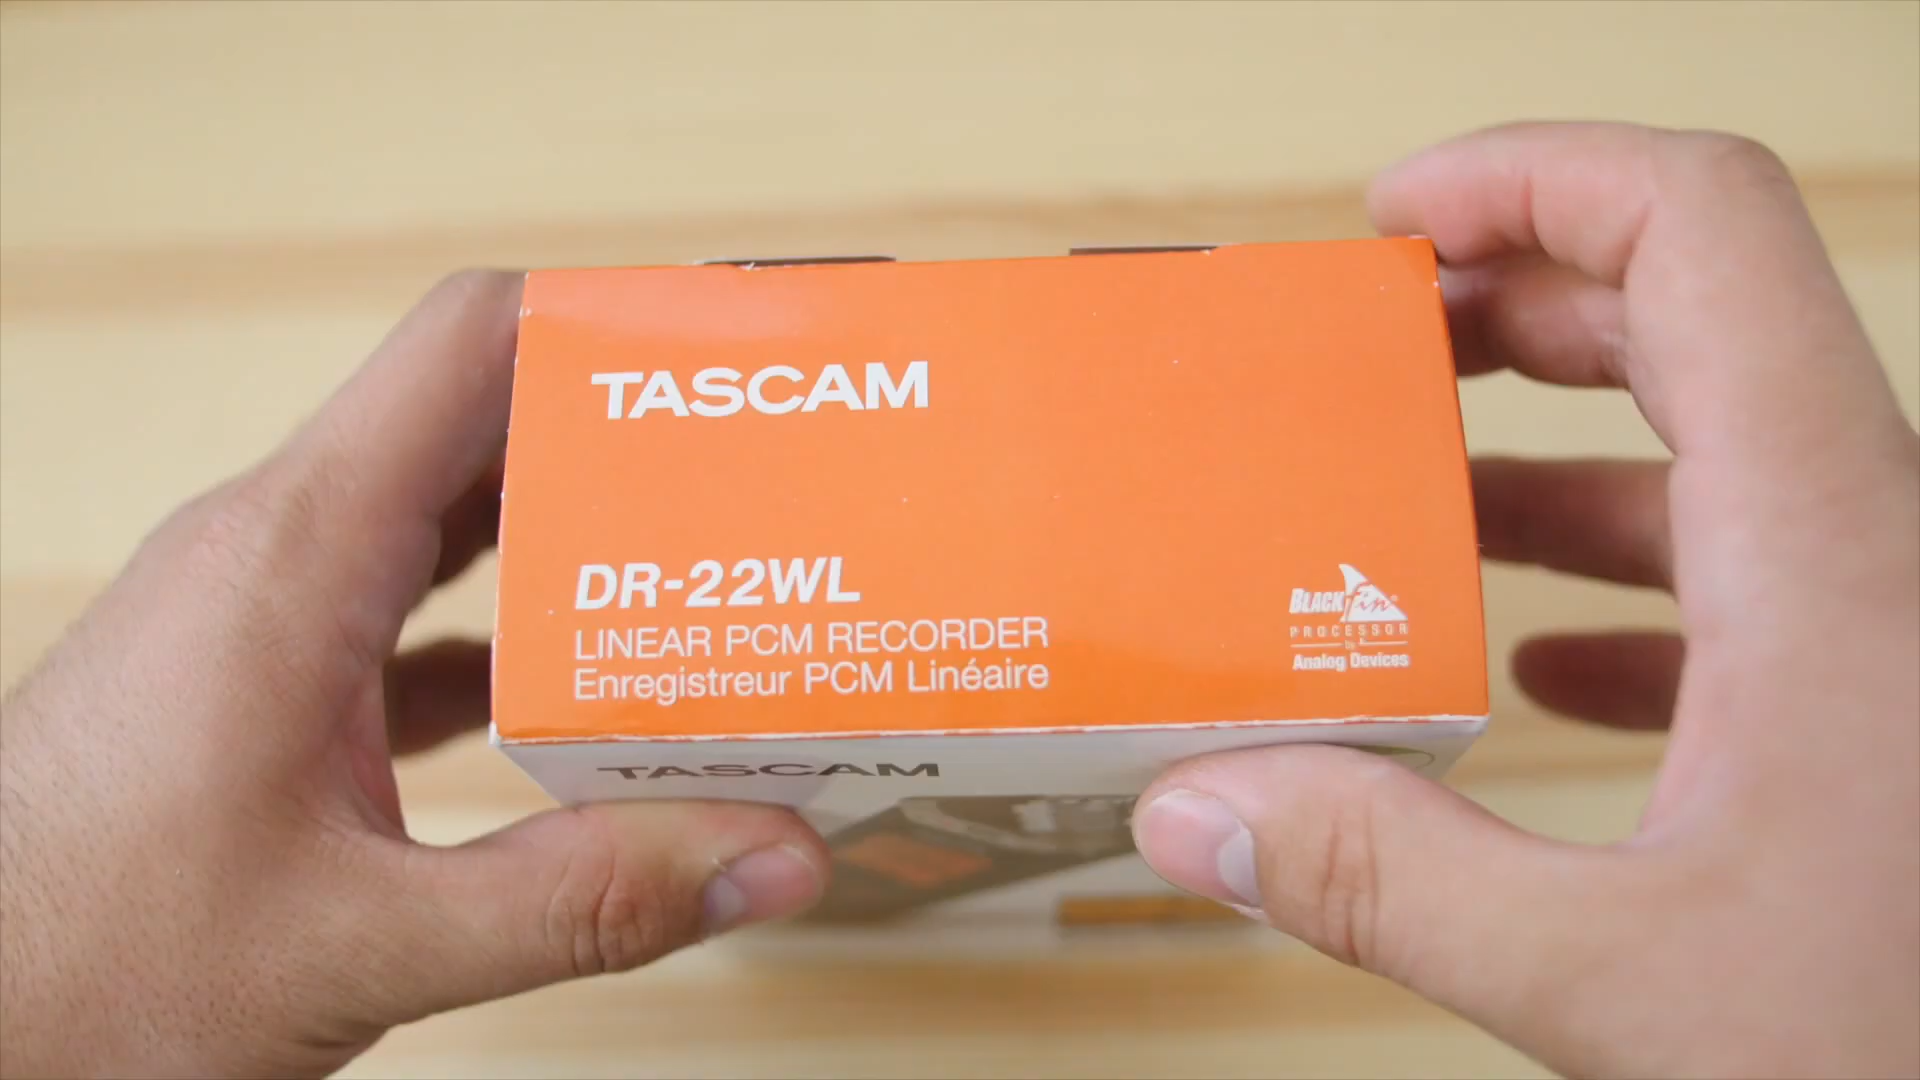 TASCAM
DR-22WL
LINEAR PCM RECORDER
Enregistreur PCM Linéaire
BLACKfin®
PROCESSOR
by
Analog Devices
TASCAM